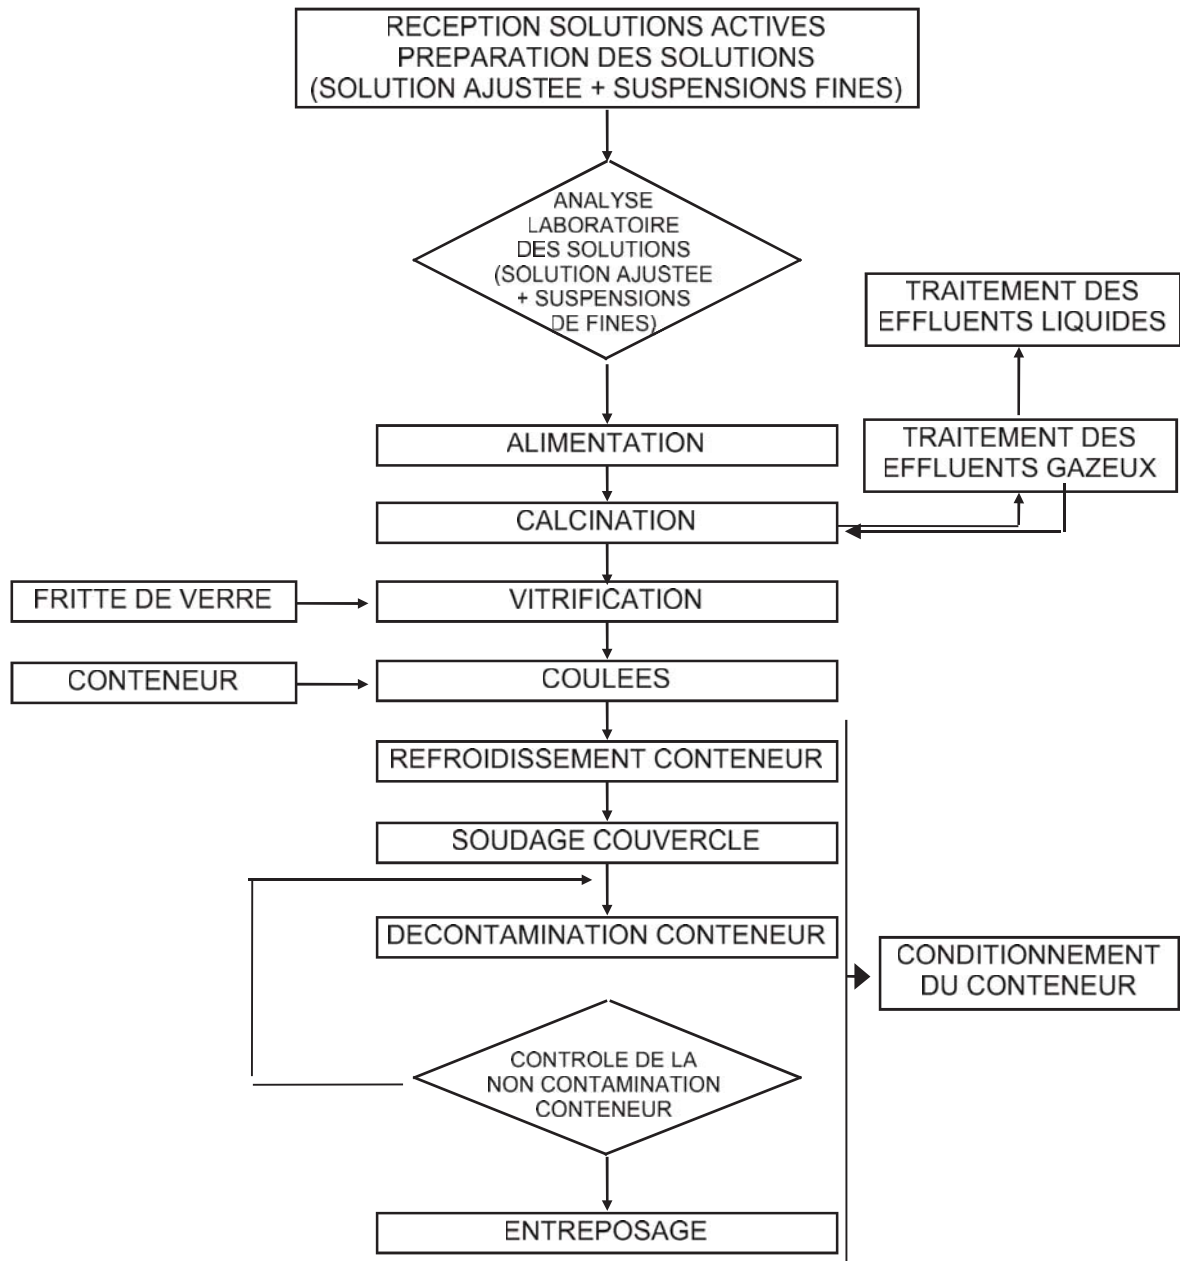 RECEPTION SOLUTIONS ACTIVES
PREPARATION DES SOLUTIONS
(SOLUTION AJUSTEE + SUSPENSIONS FINES)
ANALYSE
LABORATOIRE
DES SOLUTIONS
(SOLUTION AJUSTEE
+ SUSPENSIONS
DE FINES)
TRAITEMENT DES
EFFLUENTS LIQUIDES
ALIMENTATION
TRAITEMENT DES
EFFLUENTS GAZEUX
CALCINATION
FRITTE DE VERRE
VITRIFICATION
CONTENEUR
COULEES
REFROIDISSEMENT CONTENEUR
SOUDAGE COUVERCLE
DECONTAMINATION CONTENEUR
CONDITIONNEMENT
DU CONTENEUR
CONTROLE DE LA
NON CONTAMINATION
CONTENEUR
ENTREPOSAGE